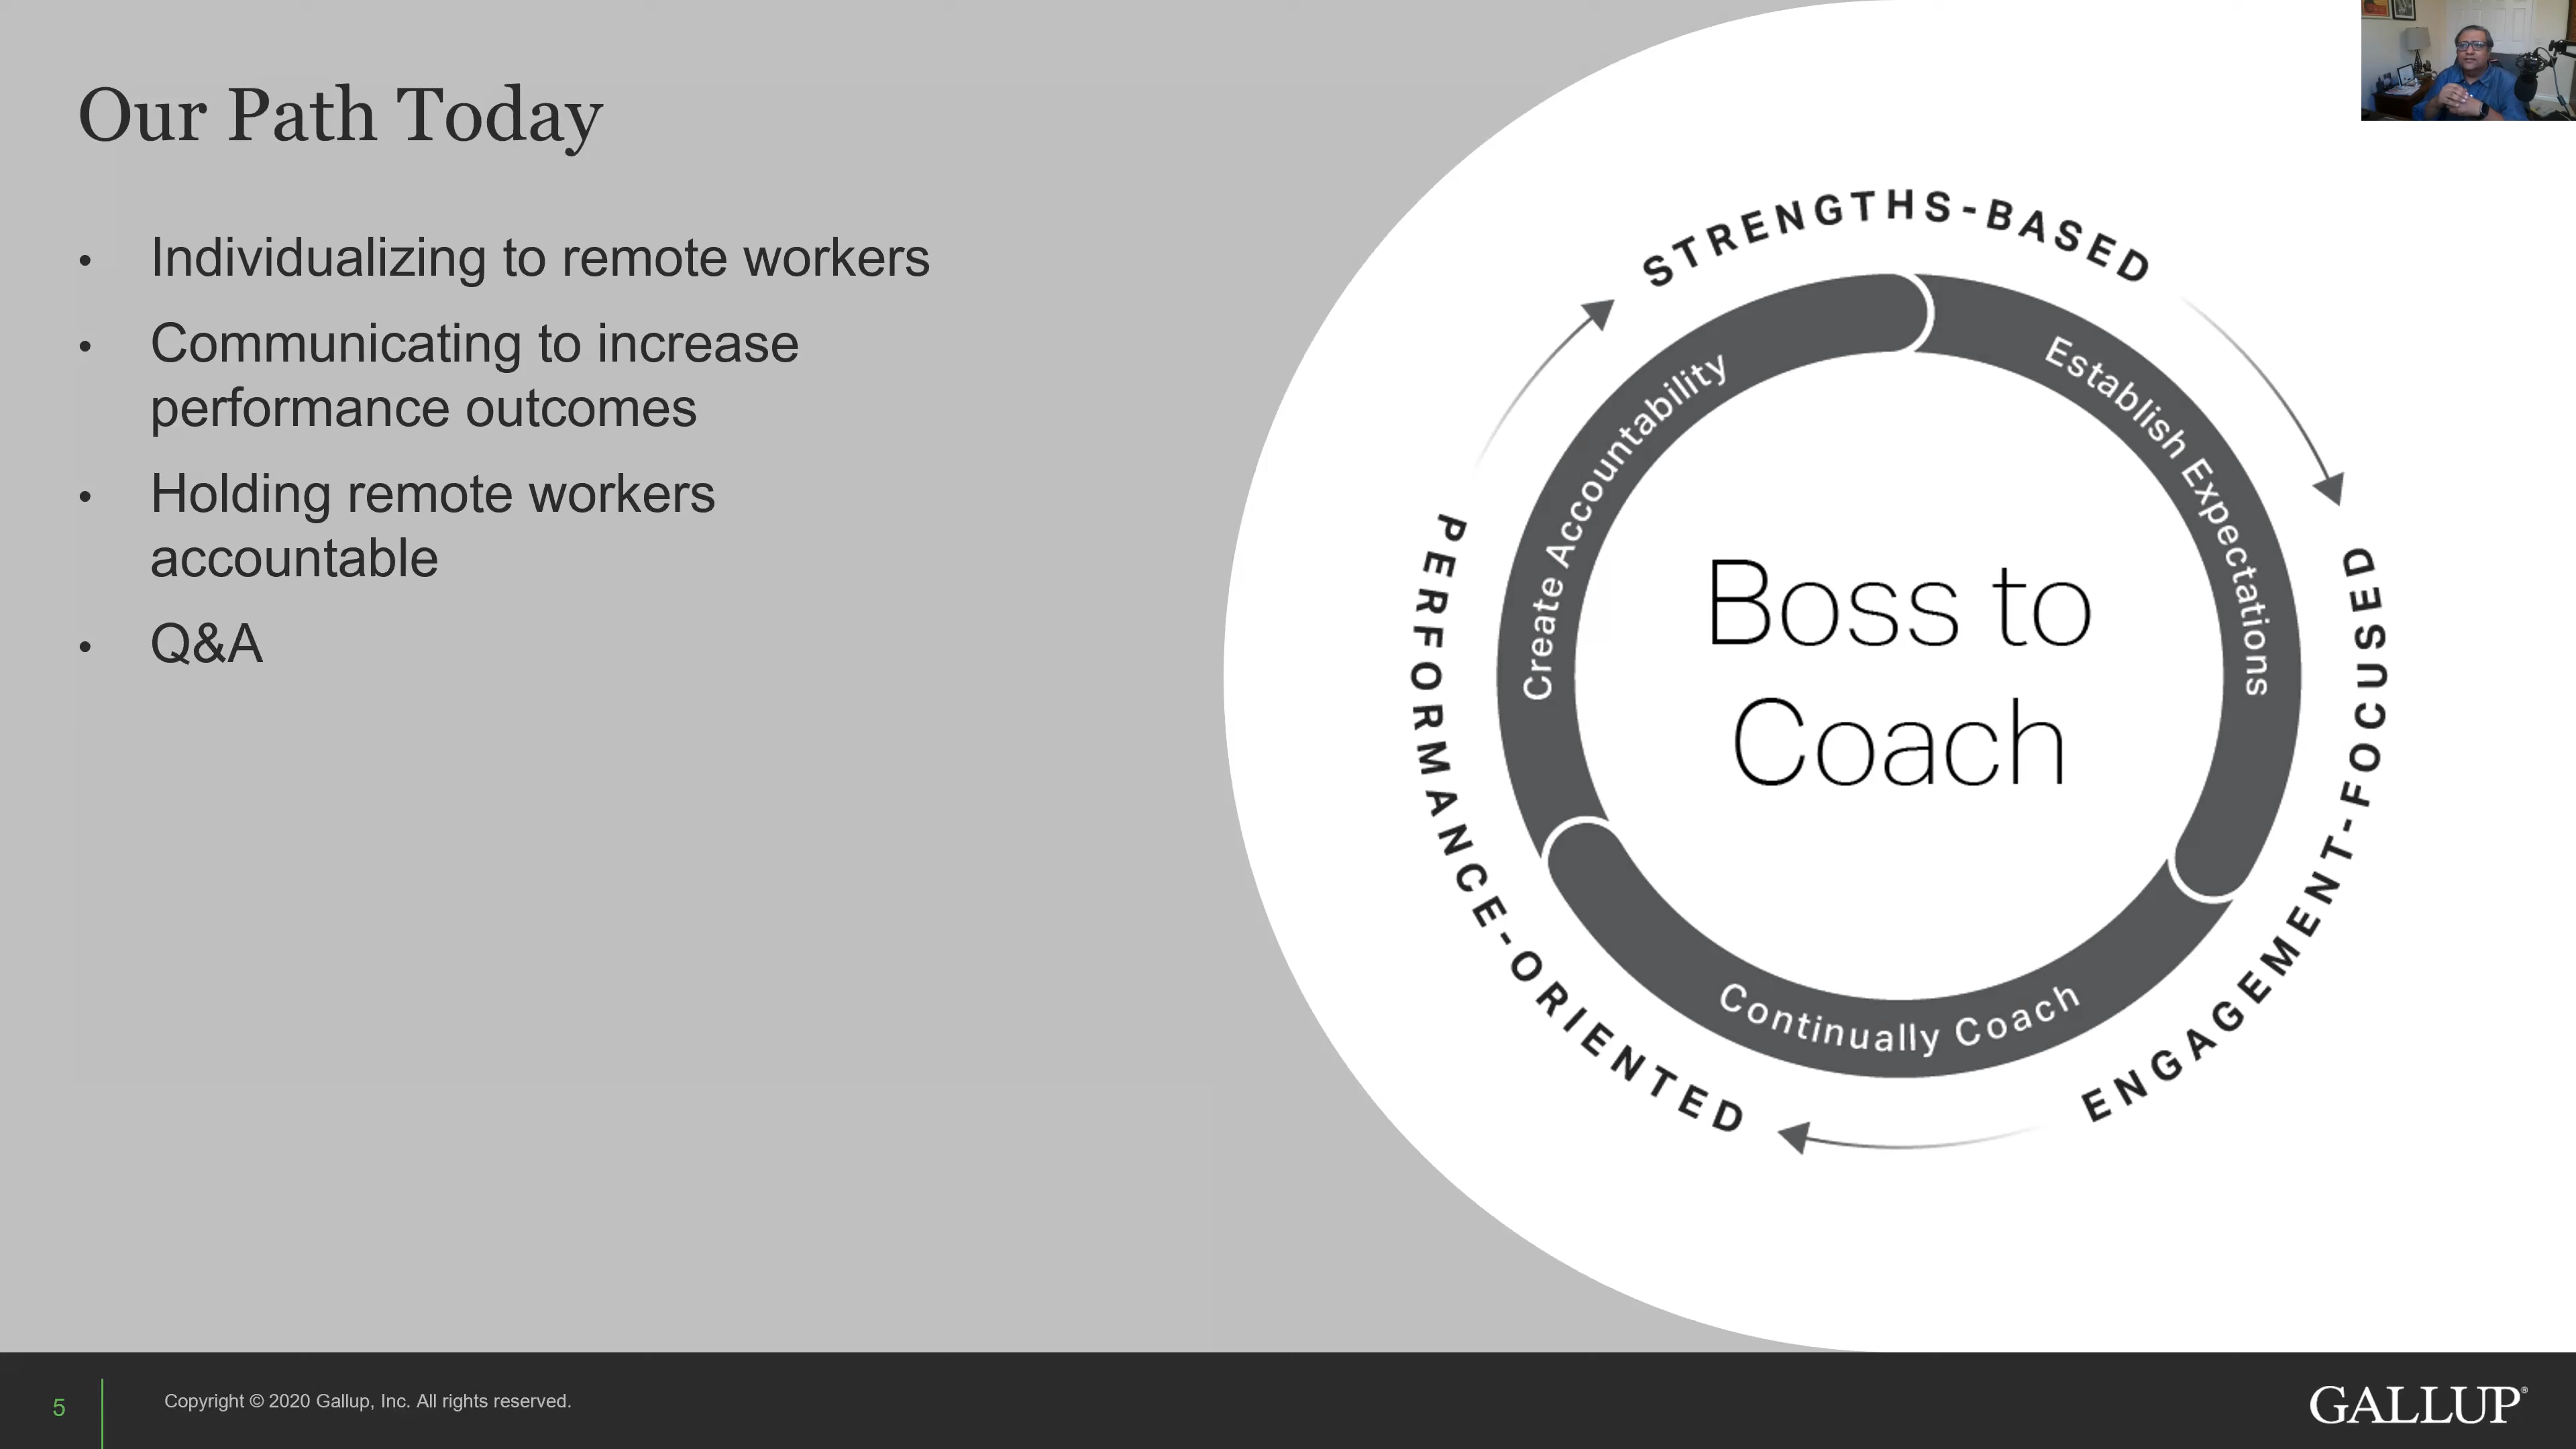 Our Path Today
• Individualizing to remote workers
• Communicating to increase
performance outcomes
• Holding remote workers
accountable
• Q&A
STRENGTHS-BASED
ENGAGEMENT-FOCUSED
PERFORMANCE-ORIENTED
Establish Expectations
Continually Coach
Create Accountability
Boss to
Coach
5
Copyright © 2020 Gallup, Inc. All rights reserved.
GALLUP®